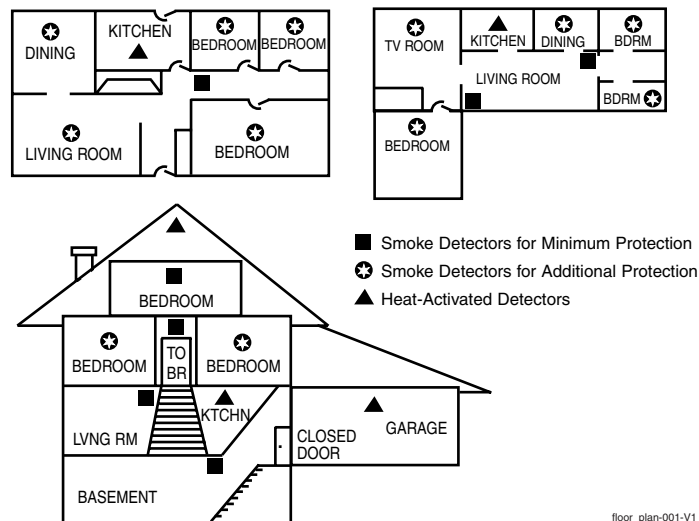 DINING
KITCHEN
BEDROOM
BEDROOM
LIVING ROOM
BEDROOM
TV ROOM
KITCHEN
DINING
BDRM
LIVING ROOM
BDRM
BEDROOM
Smoke Detectors for Minimum Protection
Smoke Detectors for Additional Protection
Heat-Activated Detectors
BEDROOM
BEDROOM
TO
BR
BEDROOM
LVNG RM
KTCHN
CLOSED
DOOR
GARAGE
BASEMENT
floor_plan-001-V1